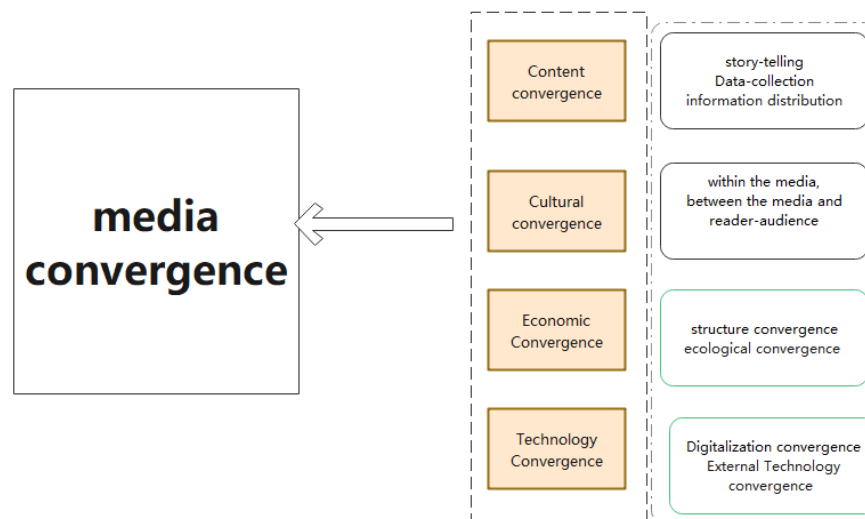 media
convergence
Content
convergence
story-telling
Data-collection
information distribution
Cultural
convergence
within the media,
between the media and
reader-audience
Economic
Convergence
structure convergence
ecological convergence
Technology
Convergence
Digitalization convergence
External Technology
convergence